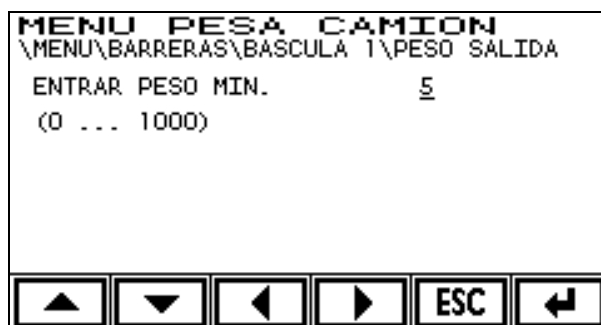 MENU PESA CAMION
\MENU\BARRERAS\BASCULA 1\PESO SALIDA
ENTRAR PESO MIN. 5
(0 ... 1000)
ESC